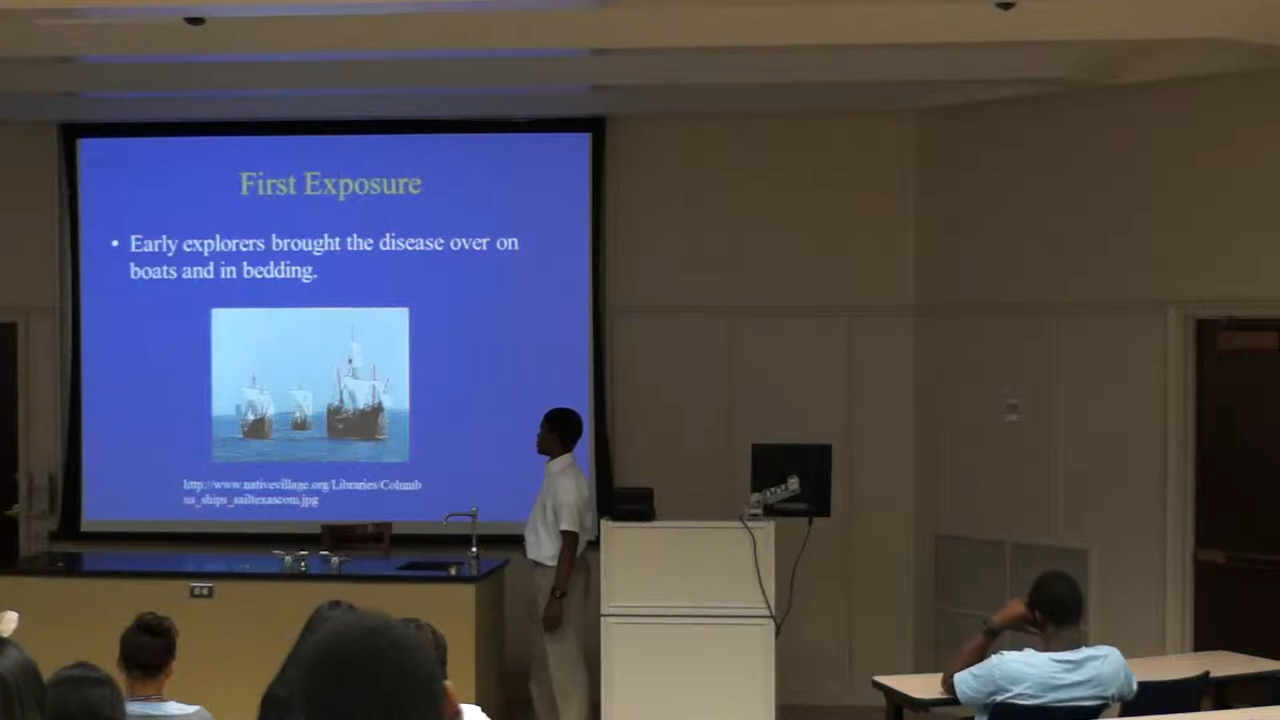 First Exposure
• Early explorers brought the disease over on
boats and in bedding.
http://www.nativevillage.org/Libraries/Columb
us_ships_sailtexascom.jpg